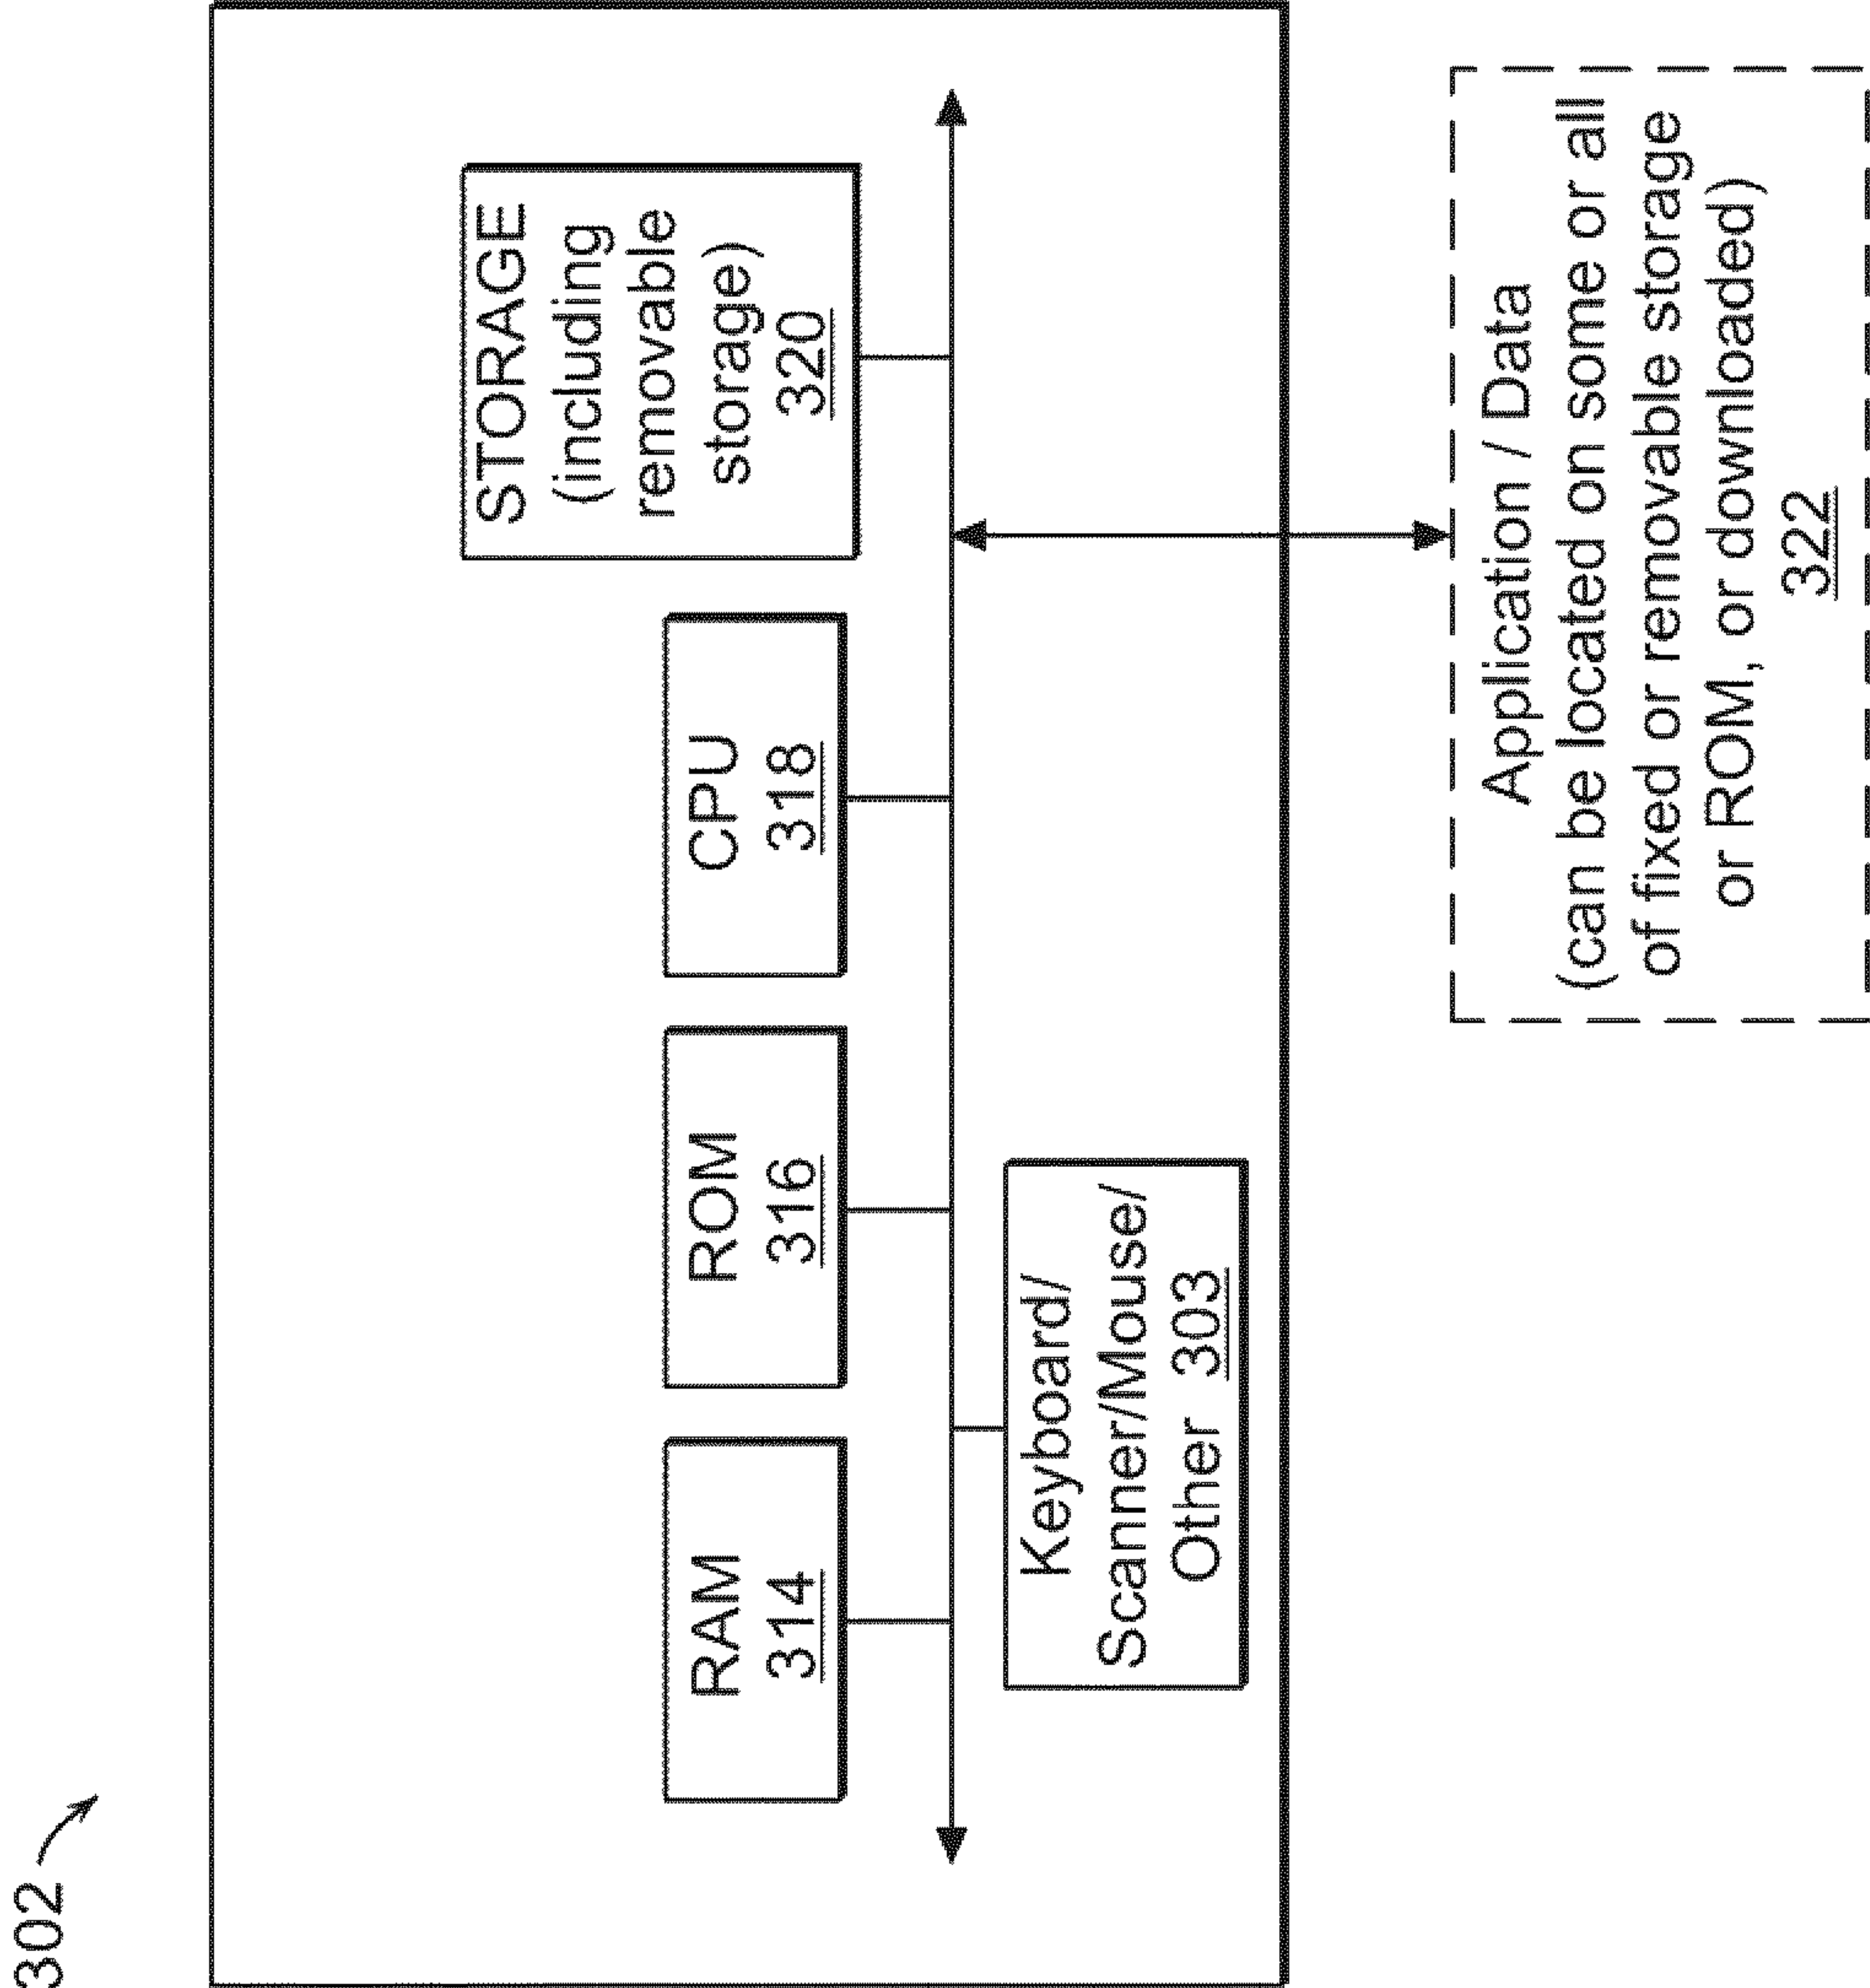 302
RAM
314
ROM
316
CPU
318
STORAGE
(including
removable
storage)
320
Keyboard/
Scanner/Mouse/
Other 303
Application / Data
(can be located on some or all
of fixed or removable storage
or ROM, or downloaded)
322